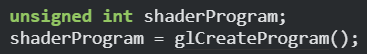 unsigned int shaderProgram;
shaderProgram = glCreateProgram();